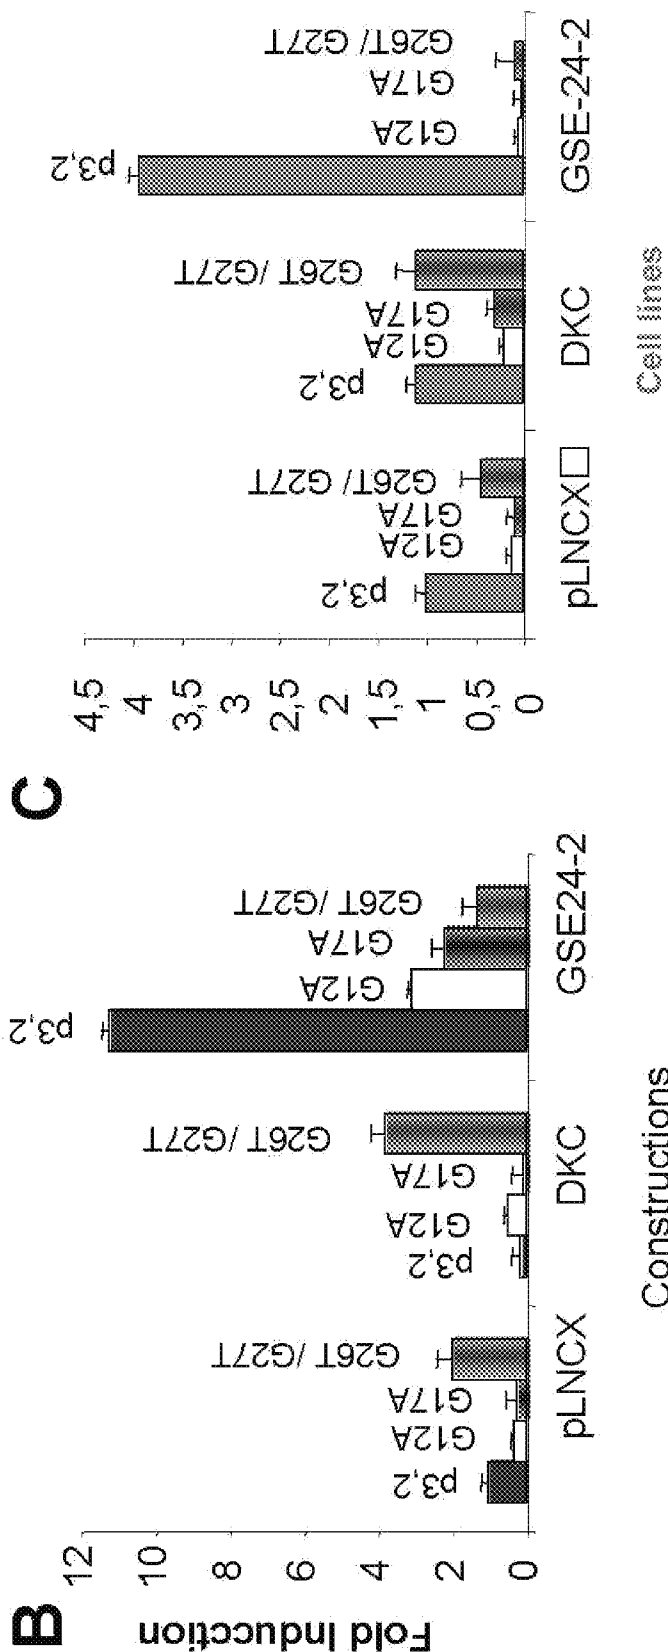 B
Fold Inducction
12
10
8
6
4
2
0
p3,2
G12A
G17A
G26T /G27T
p3,2
G12A
G17A
G26T / G27T
p3,2
G12A
G17A
G26T /G27T
pLNCX
DKC
GSE24-2
Constructions
C
4,5
4
3,5
3
2,5
2
1,5
1
0,5
0
p3,2
G12A
G17A
G26T/ G27T
p3,2
G12A
G17A
G26T / G27T
p3,2
G12A
G17A
G26T/ G27T
pLNCX□
DKC
GSE-24-2
Cell lines